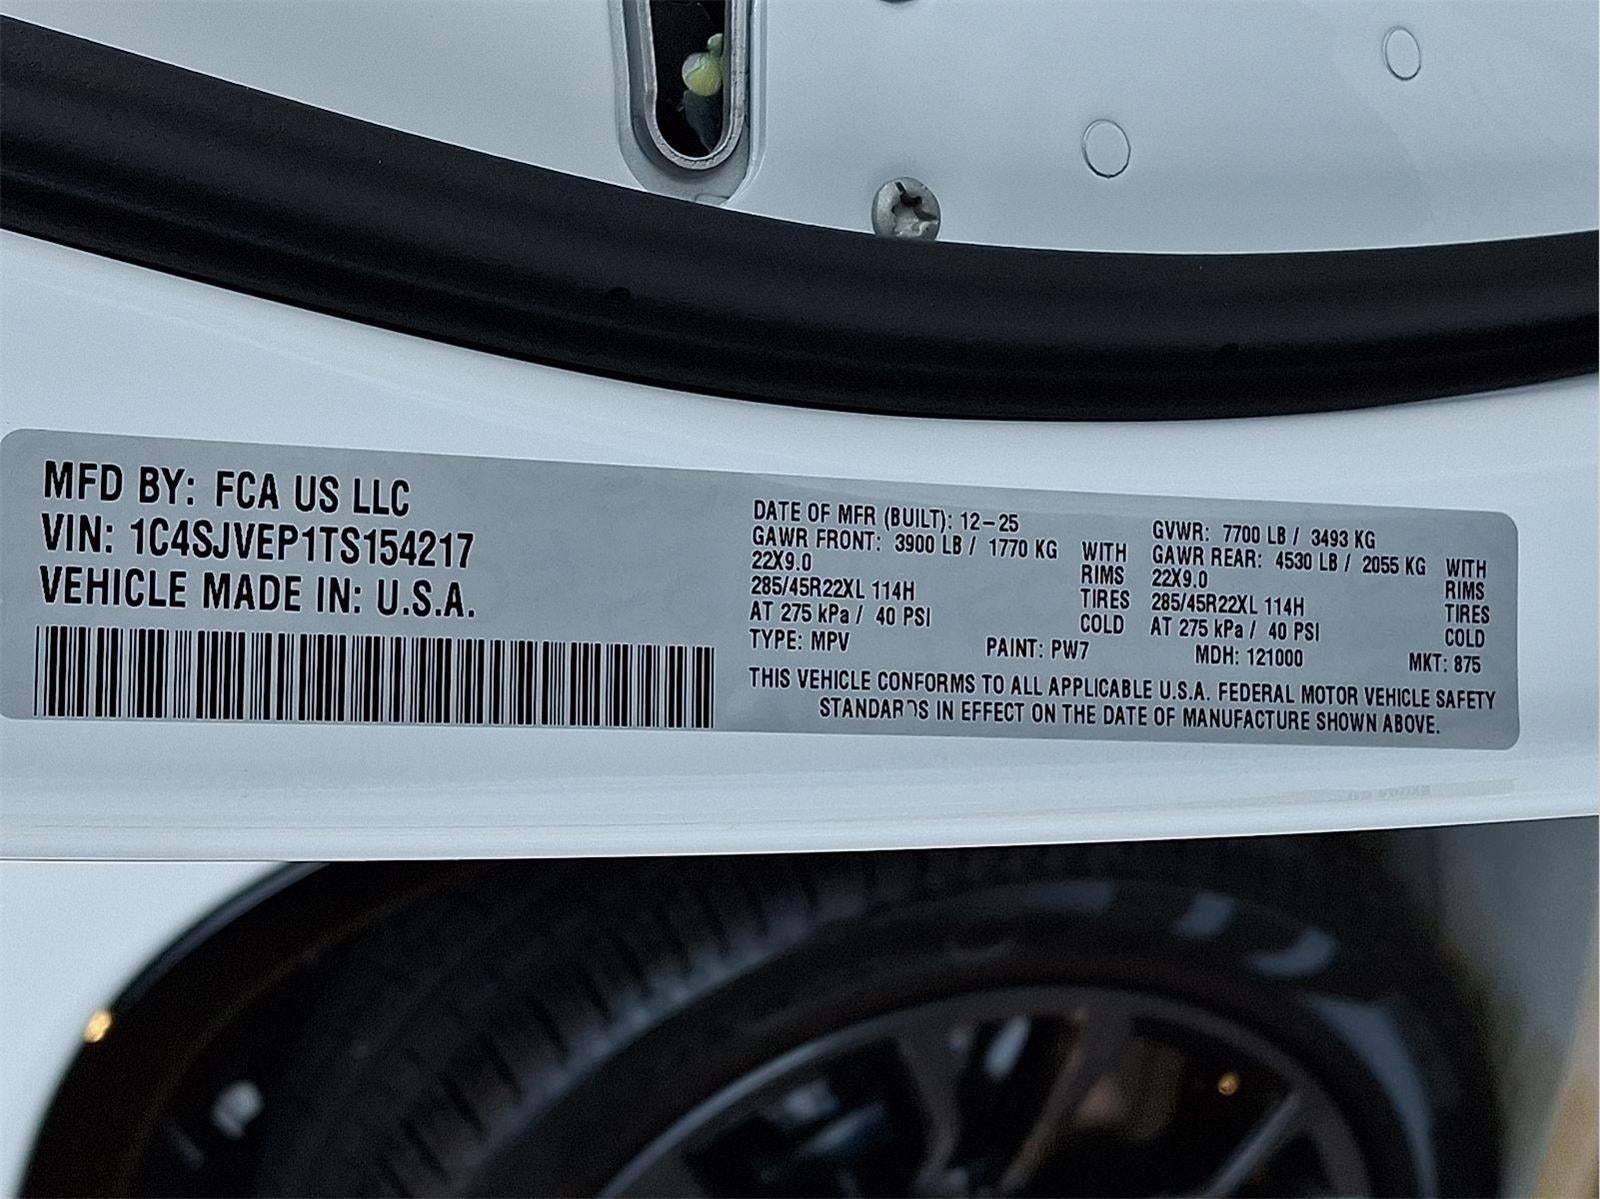 MFD BY: FCA US LLC
VIN: 1C4SJVEP1TS154217
VEHICLE MADE IN: U.S.A.
DATE OF MFR (BUILT): 12-25
GAWR FRONT: 3900 LB / 1770 KG WITH
22X9.0 RIMS
285/45R22XL 114H TIRES
AT 275 kPa / 40 PSI COLD
GVWR: 7700 LB / 3493 KG
GAWR REAR: 4530 LB / 2055 KG WITH
22X9.0 RIMS
285/45R22XL 114H TIRES
AT 275 kPa / 40 PSI COLD
TYPE: MPV PAINT: PW7 MDH: 121000 MKT: 875
THIS VEHICLE CONFORMS TO ALL APPLICABLE U.S.A. FEDERAL MOTOR VEHICLE SAFETY
STANDARDS IN EFFECT ON THE DATE OF MANUFACTURE SHOWN ABOVE.